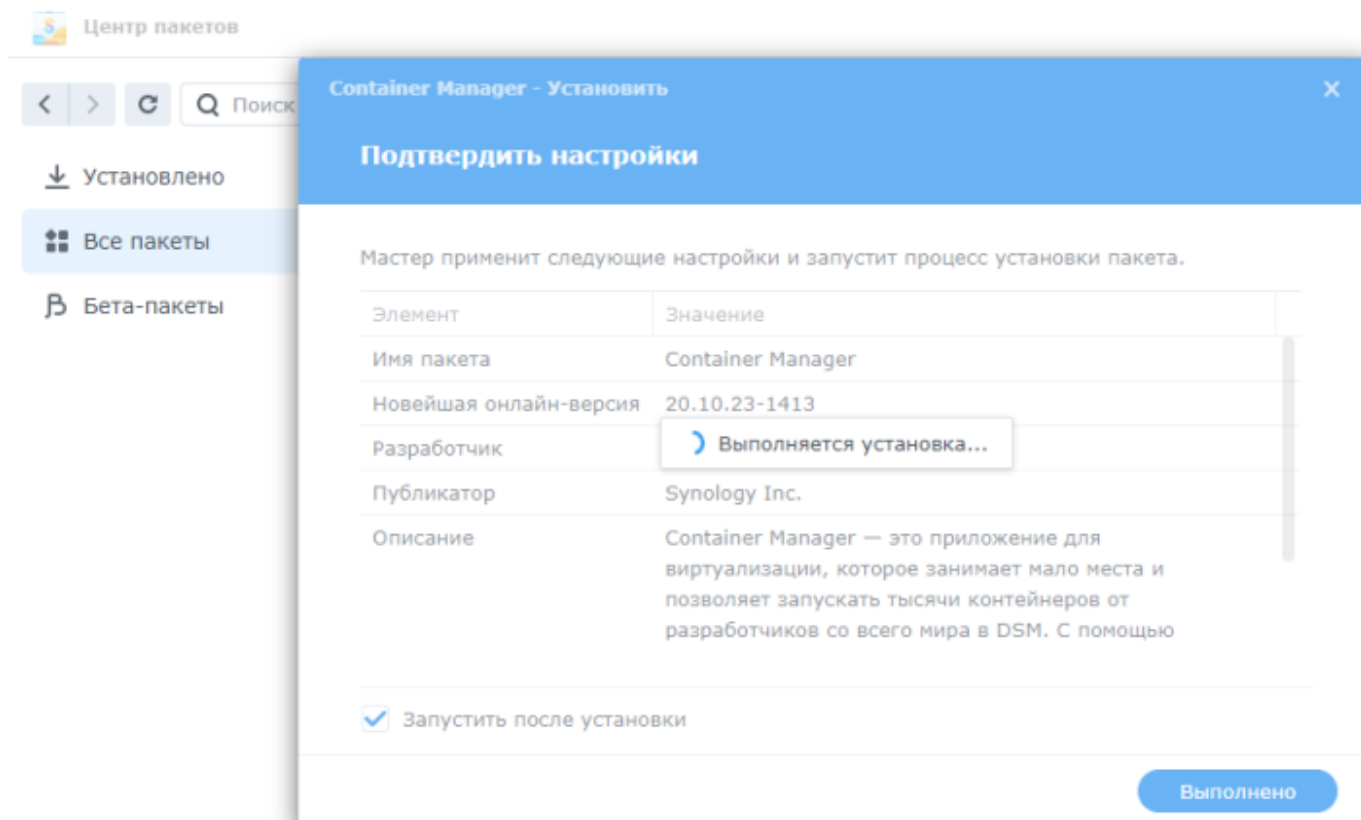 Центр пакетов
Поиск
Установлено
Все пакеты
Бета-пакеты
Container Manager - Установить
Подтвердить настройки
Мастер применит следующие настройки и запустит процесс установки пакета.
Элемент Значение
Имя пакета Container Manager
Новейшая онлайн-версия 20.10.23-1413
Разработчик
Выполняется установка...
Публикатор Synology Inc.
Описание Container Manager — это приложение для
виртуализации, которое занимает мало места и
позволяет запускать тысячи контейнеров от
разработчиков со всего мира в DSM. С помощью
Запустить после установки
Выполнено